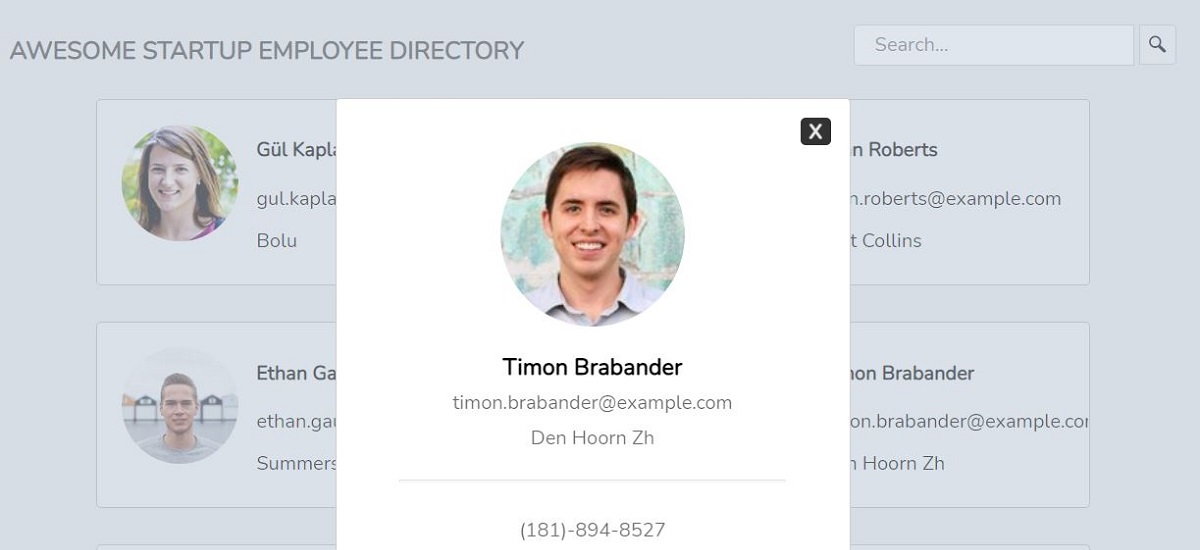 AWESOME STARTUP EMPLOYEE DIRECTORY
Search...
X
Gül Kapla
gul.kapla
Bolu
n Roberts
n.roberts@example.com
t Collins
Timon Brabander
timon.brabander@example.com
Den Hoorn Zh
(181)-894-8527
Ethan Ga
ethan.gau
Summers
on Brabander
on.brabander@example.co
Hoorn Zh